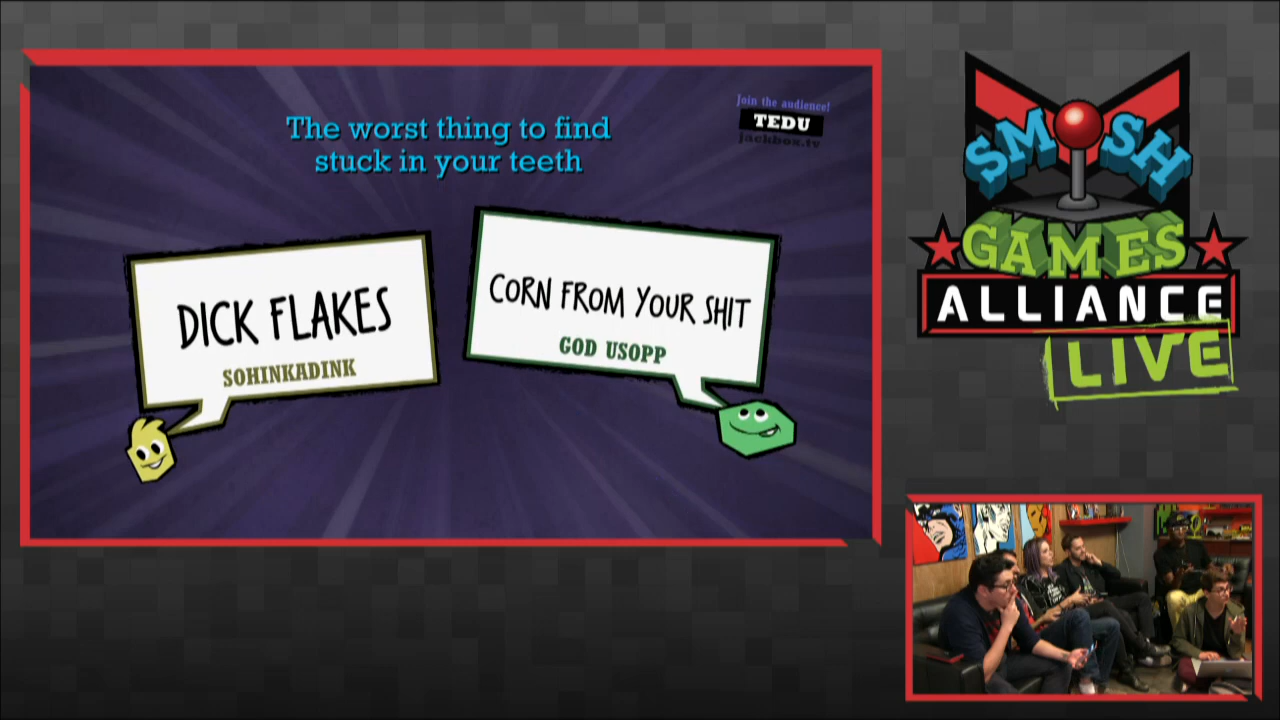 The worst thing to find
stuck in your teeth
Join the audience!
TEDU
jackbox.tv
DICK FLAKES
SOHINKADINK
CORN FROM YOUR SHIT
GOD USOPP
SMOSH
GAMES
ALLIANCE
LIVE